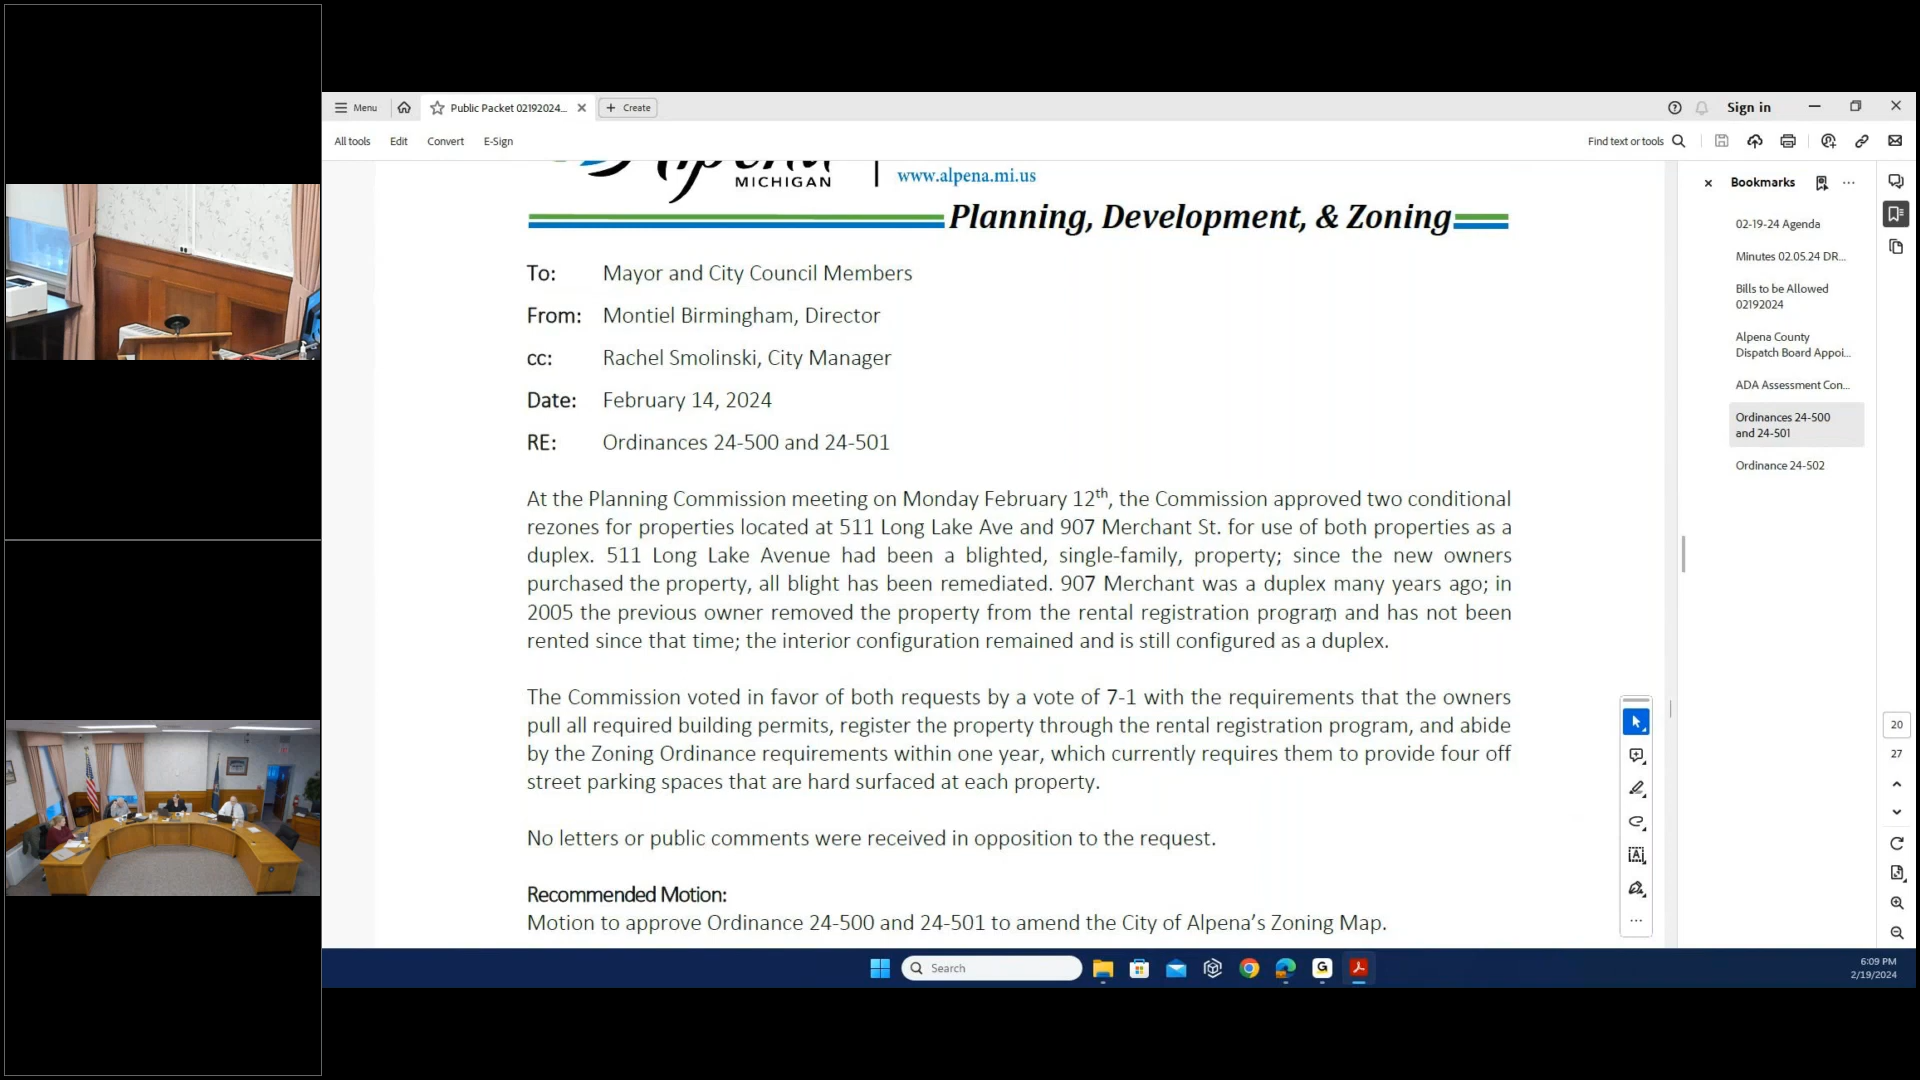 Menu
Public Packet 02192024...
Create
Sign in
All tools
Edit
Convert
E-Sign
Find text or tools
MICHIGAN
www.alpena.mi.us
Planning, Development, & Zoning
To: Mayor and City Council Members
From: Montiel Birmingham, Director
cc: Rachel Smolinski, City Manager
Date: February 14, 2024
RE: Ordinances 24-500 and 24-501
At the Planning Commission meeting on Monday February 12th, the Commission approved two conditional
rezones for properties located at 511 Long Lake Ave and 907 Merchant St. for use of both properties as a
duplex. 511 Long Lake Avenue had been a blighted, single-family, property; since the new owners
purchased the property, all blight has been remediated. 907 Merchant was a duplex many years ago; in
2005 the previous owner removed the property from the rental registration program and has not been
rented since that time; the interior configuration remained and is still configured as a duplex.
The Commission voted in favor of both requests by a vote of 7-1 with the requirements that the owners
pull all required building permits, register the property through the rental registration program, and abide
by the Zoning Ordinance requirements within one year, which currently requires them to provide four off
street parking spaces that are hard surfaced at each property.
No letters or public comments were received in opposition to the request.
Recommended Motion:
Motion to approve Ordinance 24-500 and 24-501 to amend the City of Alpena’s Zoning Map.
Bookmarks
02-19-24 Agenda
Minutes 02.05.24 DR...
Bills to be Allowed
02192024
Alpena County
Dispatch Board Appoi...
ADA Assessment Con...
Ordinances 24-500
and 24-501
Ordinance 24-502
20
27
Search
6:09 PM
2/19/2024